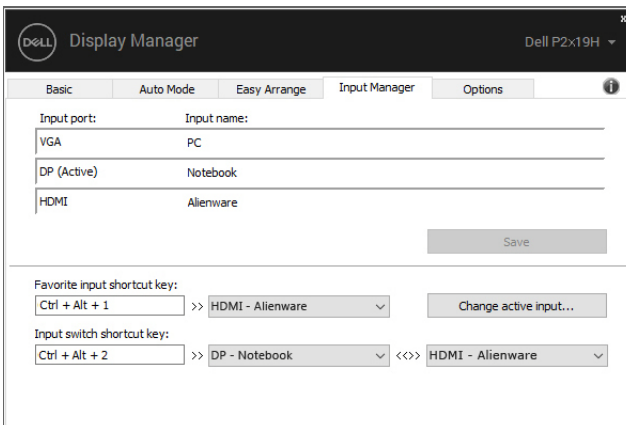 DELL Display Manager Dell P2x19H
x
Basic Auto Mode Easy Arrange Input Manager Options i
Input port: Input name:
VGA PC
DP (Active) Notebook
HDMI Alienware
Save
Favorite input shortcut key:
Ctrl + Alt + 1 >> HDMI - Alienware Change active input...
Input switch shortcut key:
Ctrl + Alt + 2 >> DP - Notebook <<>> HDMI - Alienware